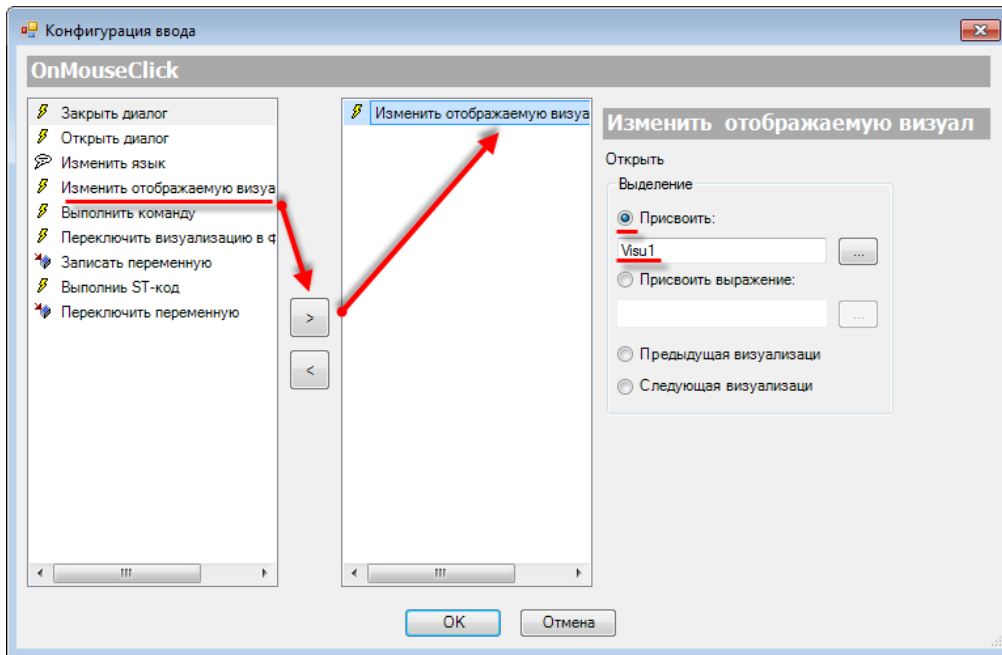 Конфигурация ввода
OnMouseClick
Закрыть диалог
Открыть диалог
Изменить язык
Изменить отображаемую визуа
Выполнить команду
Переключить визуализацию в ф
Записать переменную
Выполниь ST-код
Переключить переменную
>
<
Изменить отображаемую визуа
Изменить отображаемую визуал
Открыть
Выделение
Присвоить:
Visu1
...
Присвоить выражение:
...
Предыдущая визуализаци
Следующая визуализаци
OK
Отмена